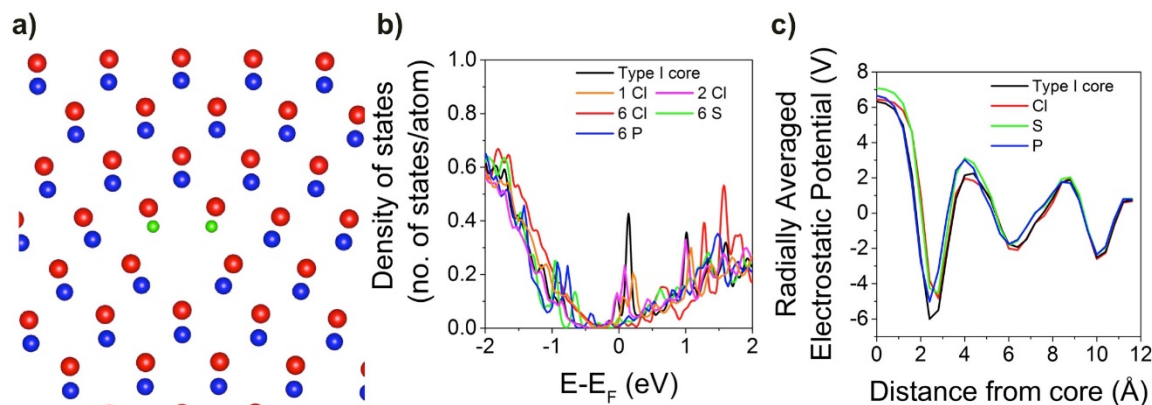 a)
b)
Density of states
(no. of states/atom)
1.0
0.8
0.6
0.4
0.2
0.0
Type I core
1 Cl 2 Cl
6 Cl 6 S
6 P
-2 -1 0 1 2
E-E_F (eV)
c)
Radially Averaged
Electrostatic Potential (V)
8
6
4
2
0
-2
-4
-6
Type I core
Cl
S
P
0 4 8 12
Distance from core (Å)